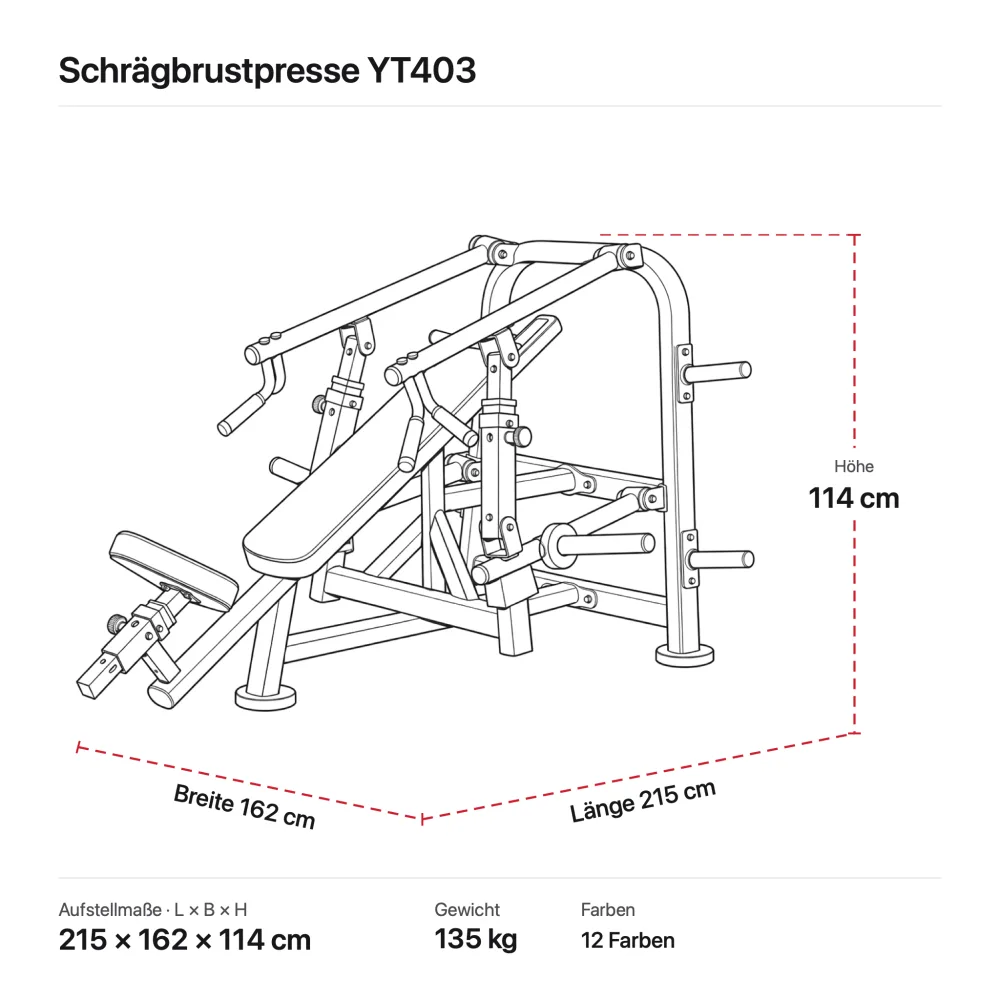 Schrägbrustpresse YT403
Höhe
114 cm
Breite 162 cm
Länge 215 cm
Aufstellmaße · L × B × H
215 × 162 × 114 cm
Gewicht
135 kg
Farben
12 Farben